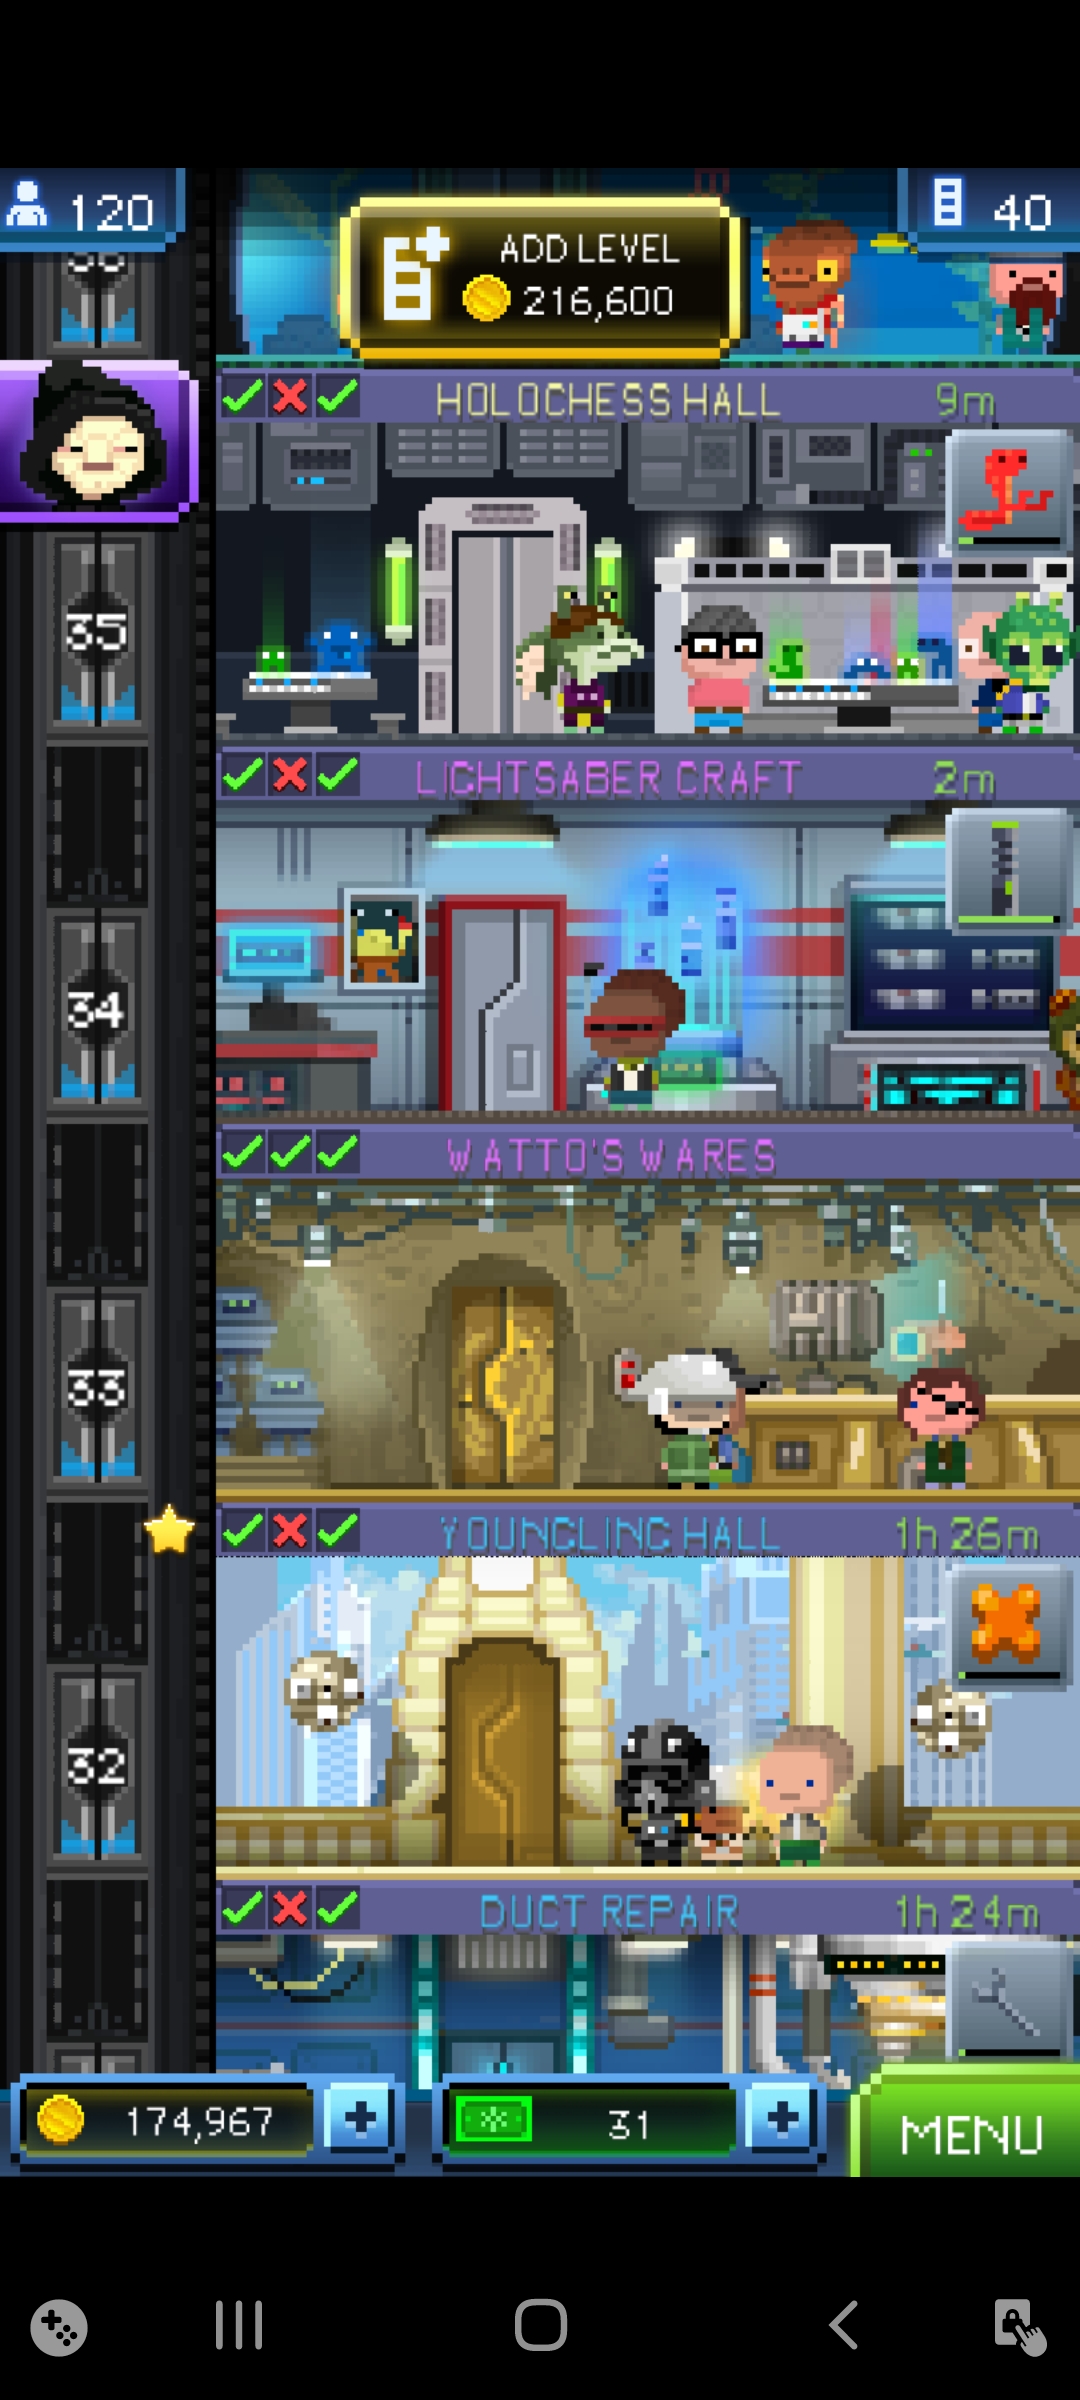 120
ADD LEVEL
216,600
40
HOLOCHESS HALL 9m
35
LIGHTSABER CRAFT 2m
34
WATTO'S WARES
33
YOUNGLING HALL 1h 26m
32
DUCT REPAIR 1h 24m
174,967
31
MENU